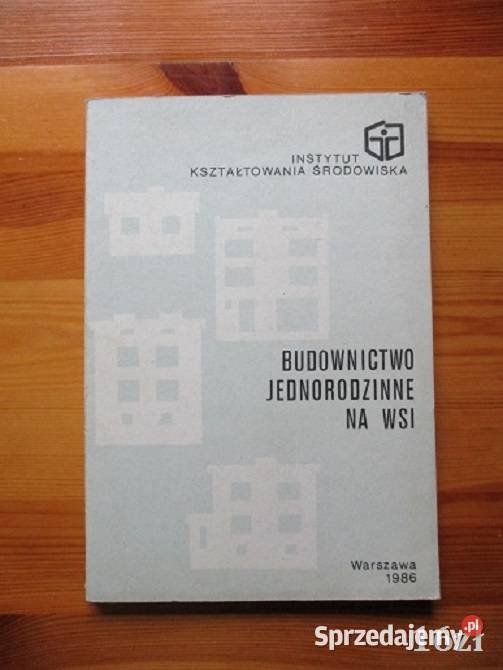 INSTYTUT
KSZTAŁTOWANIA ŚRODOWISKA
BUDOWNICTWO
JEDNORODZINNE
NA WSI
Warszawa
1986
Sprzedajemy.pl